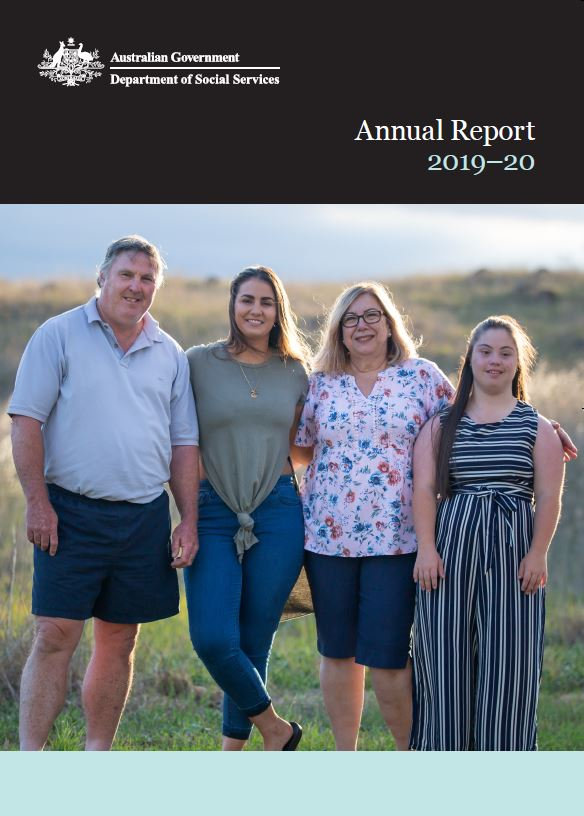 Australian Government
Department of Social Services
Annual Report
2019–20